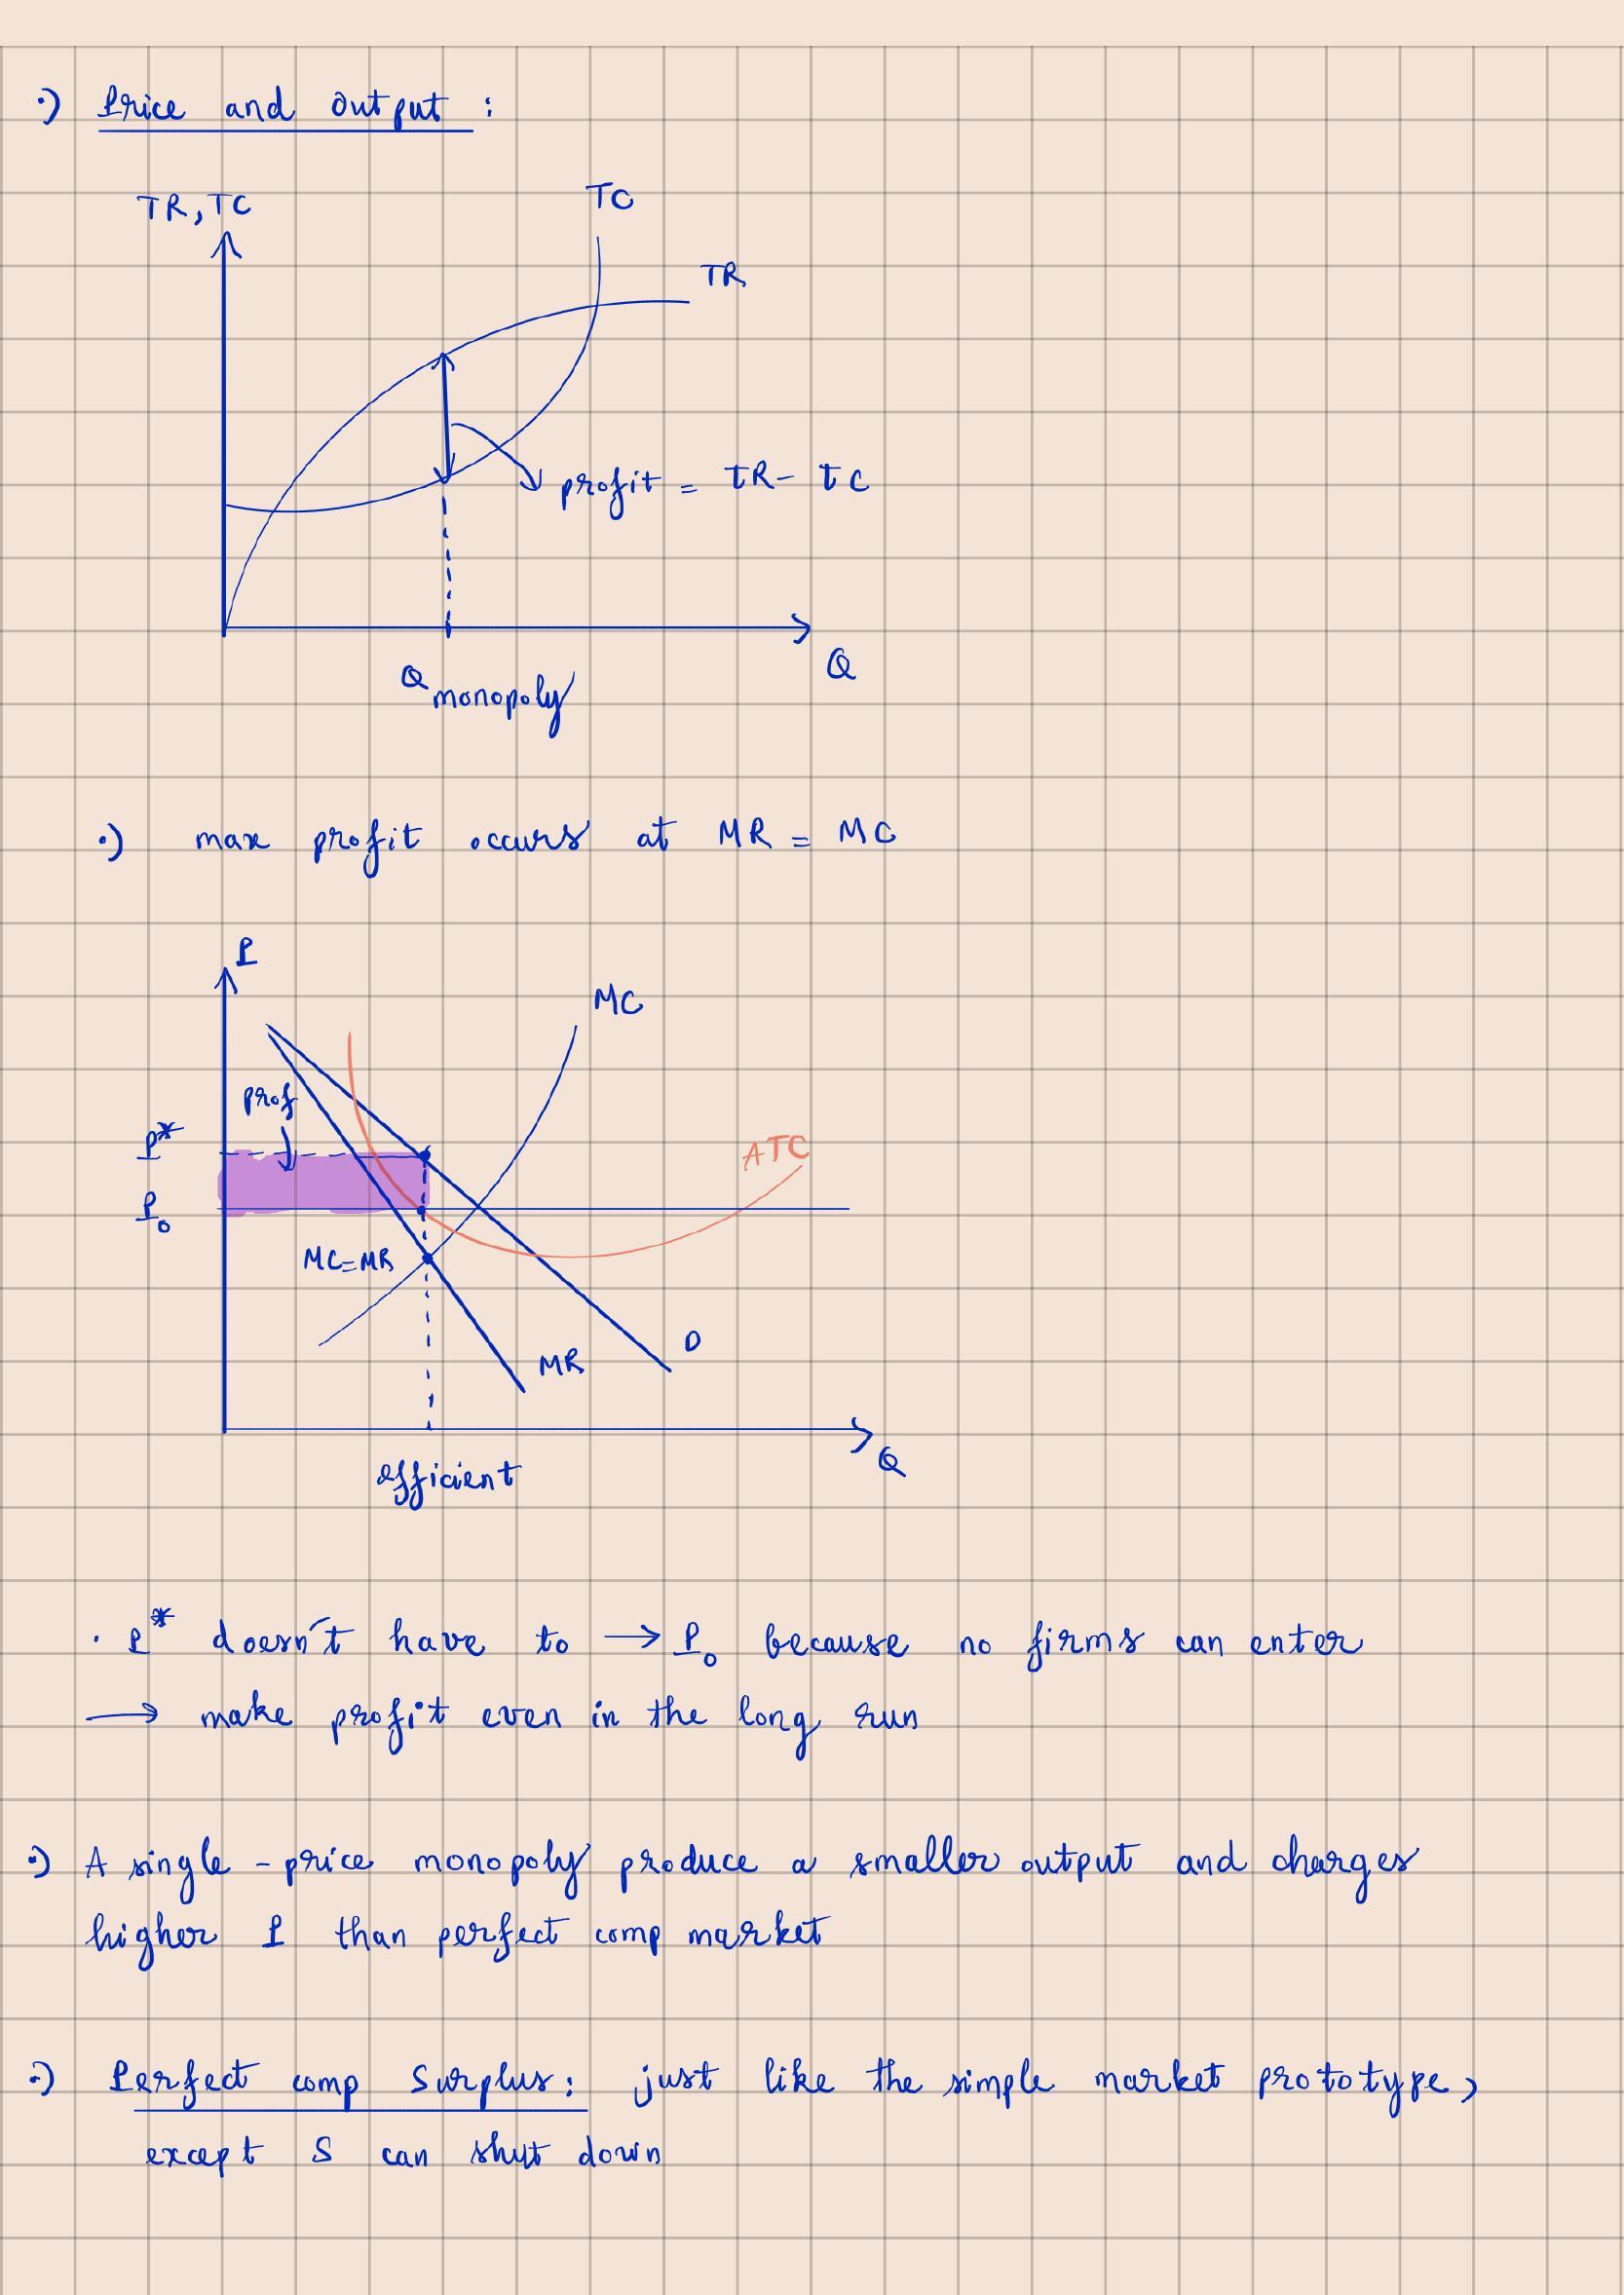 ·) Price and Output :
TR, TC
TC
TR
profit = TR - TC
Q
Q monopoly
·) max profit occurs at MR = MC
P
MC
prof
P*
ATC
P₀
MC=MR
D
MR
Q
efficient
· P* doesn't have to → P₀ because no firms can enter
→ make profit even in the long run
·) A single-price monopoly produce a smaller output and charges
higher P than perfect comp market
·) Perfect comp Surplus: just like the simple market prototype,
except S can shut down